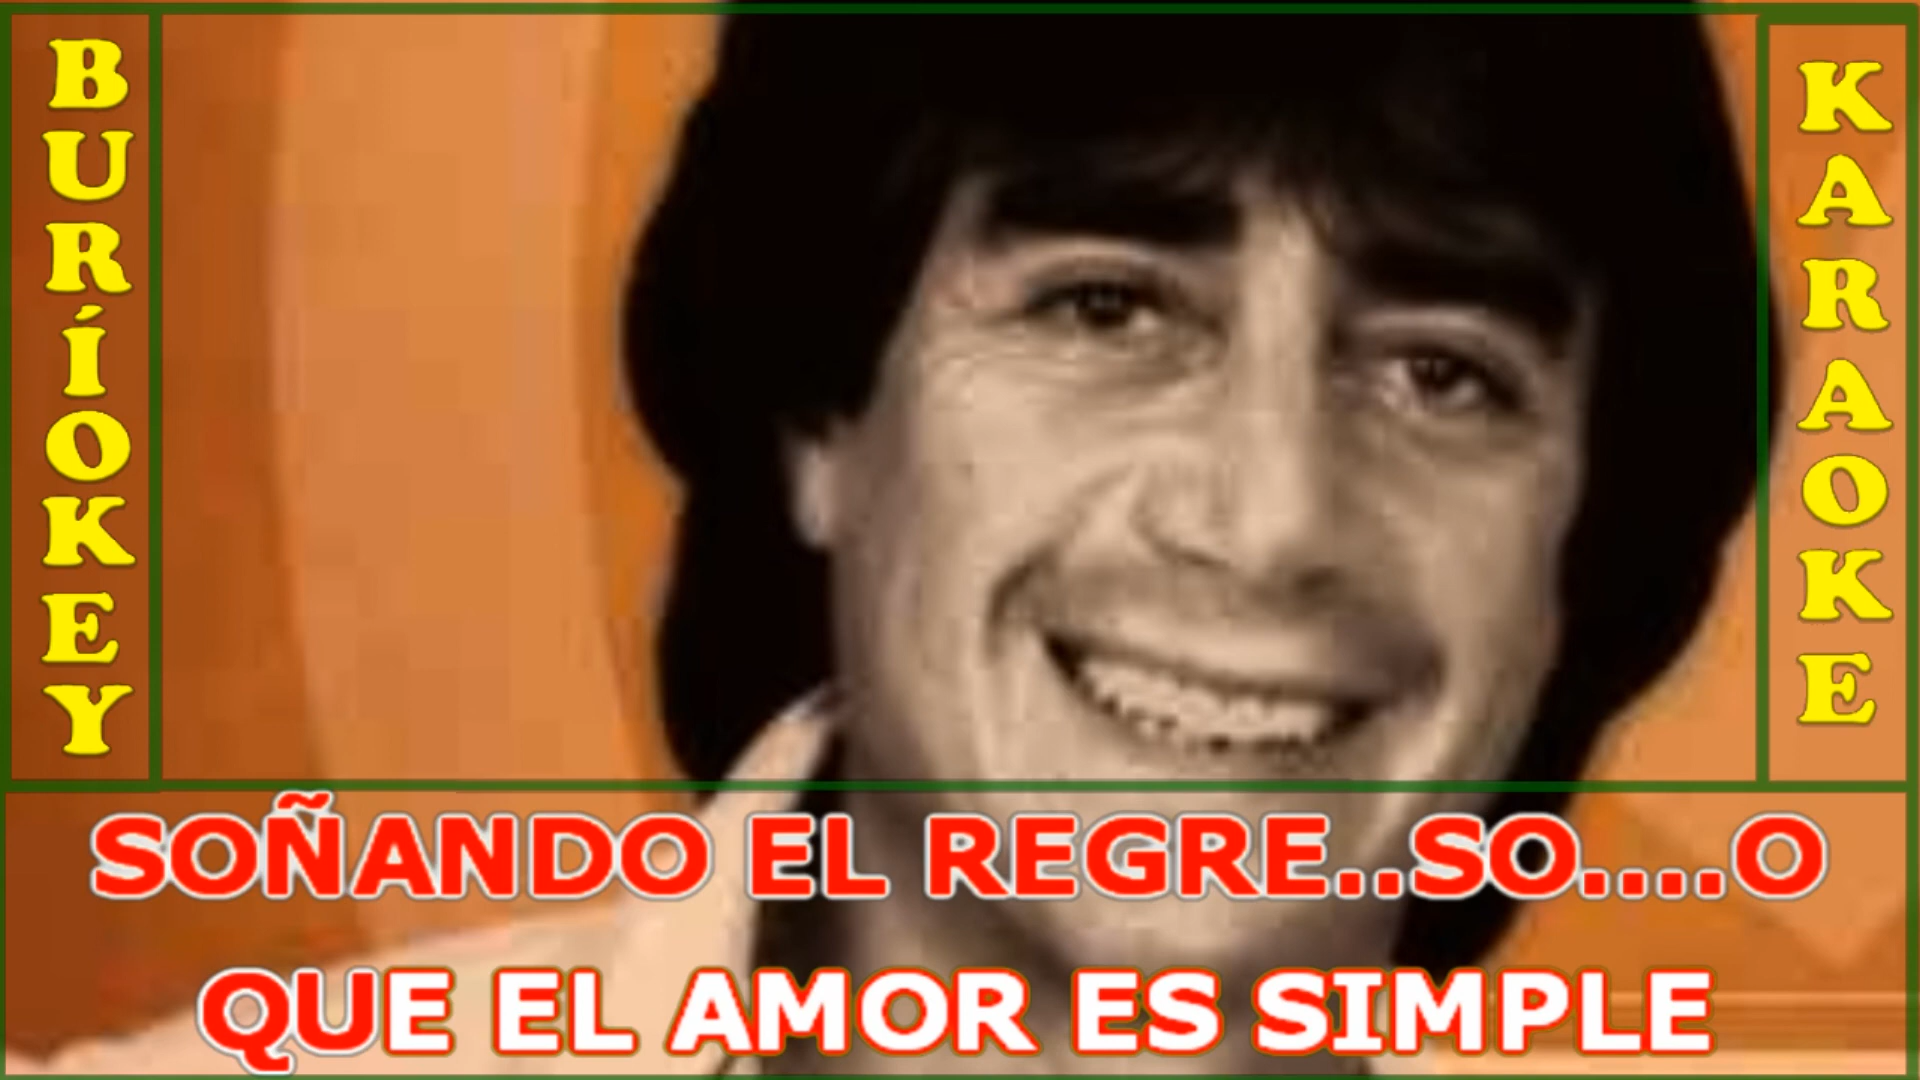 BURÍOKEY
KARAOKE
SOÑANDO EL REGRE..SO....O
QUE EL AMOR ES SIMPLE